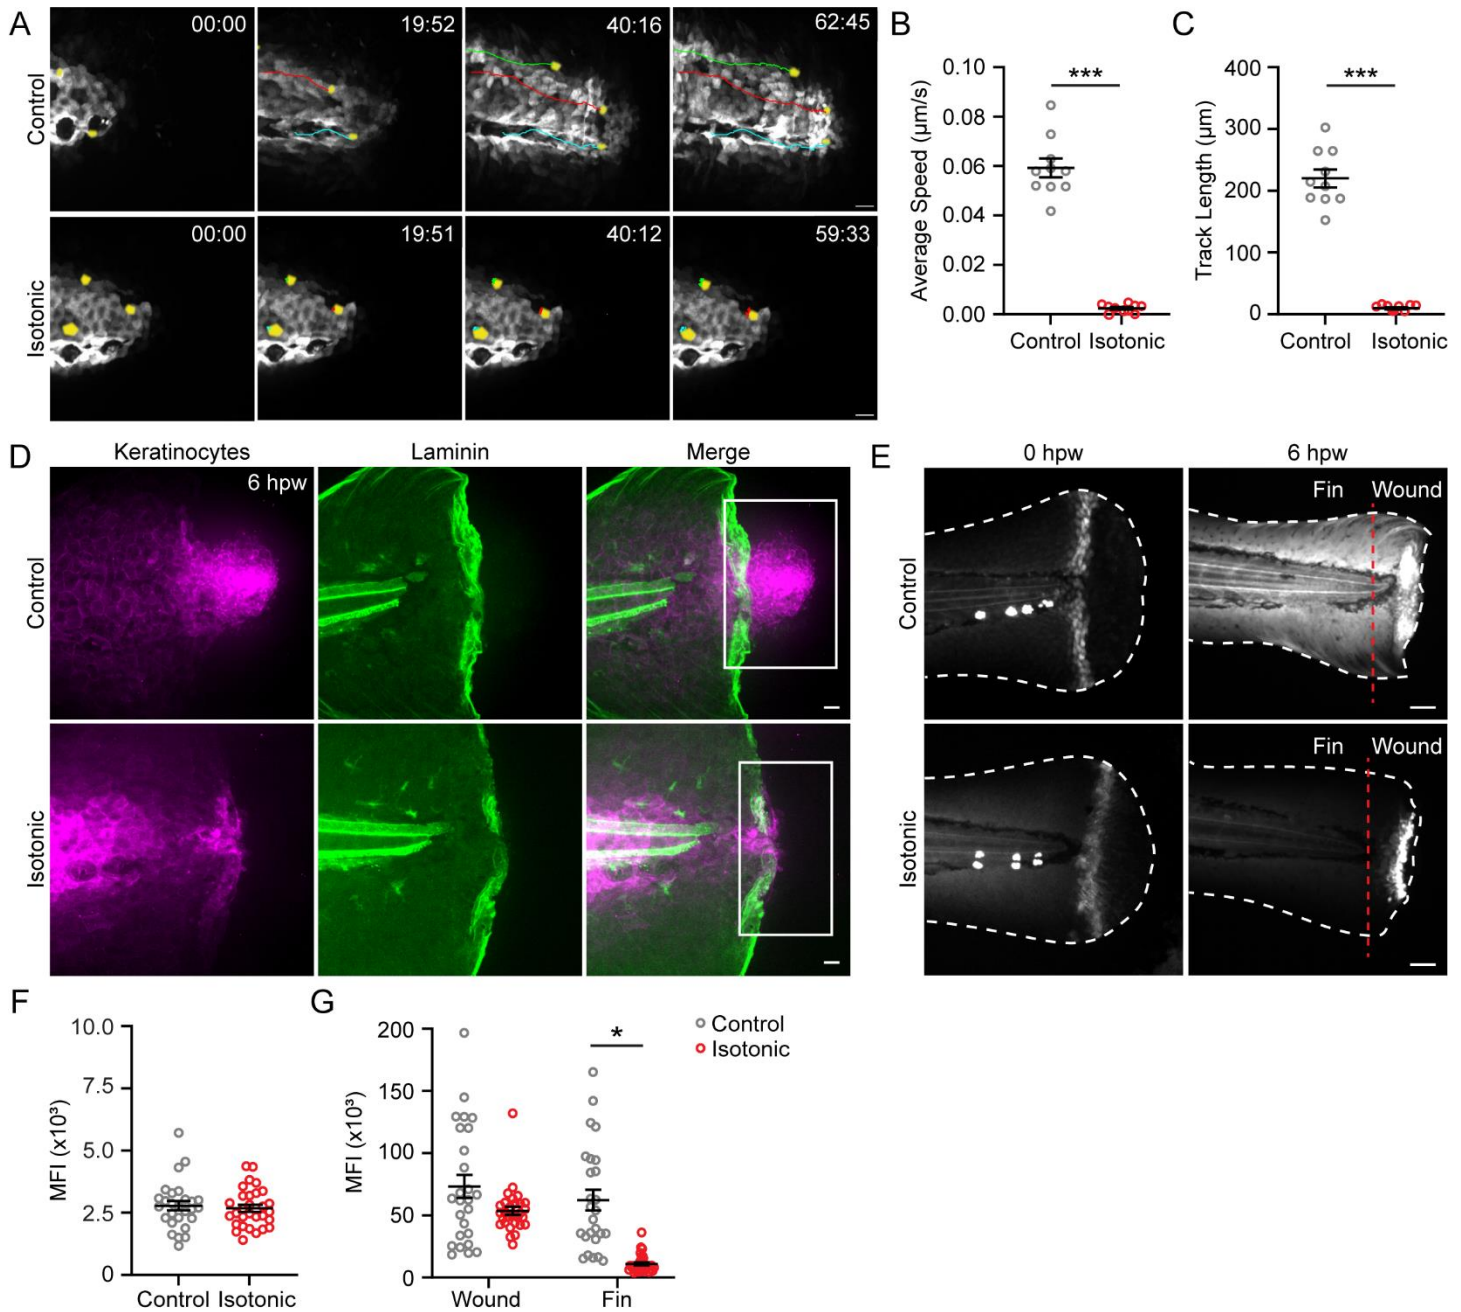 A
00:00
19:52
40:16
62:45
Control
00:00
19:51
40:12
59:33
Isotonic
B
0.10
0.08
0.06
0.04
0.02
0.00
Average Speed (µm/s)
***
Control Isotonic
C
400
300
200
100
0
Track Length (µm)
***
Control Isotonic
D
Keratinocytes Laminin Merge
6 hpw
Control
Isotonic
E
0 hpw 6 hpw
Control
Fin Wound
Isotonic
Fin Wound
F
10.0
7.5
5.0
2.5
0
MFI (x10³)
Control Isotonic
G
200
150
100
50
0
MFI (x10³)
*
Control
Isotonic
Wound Fin